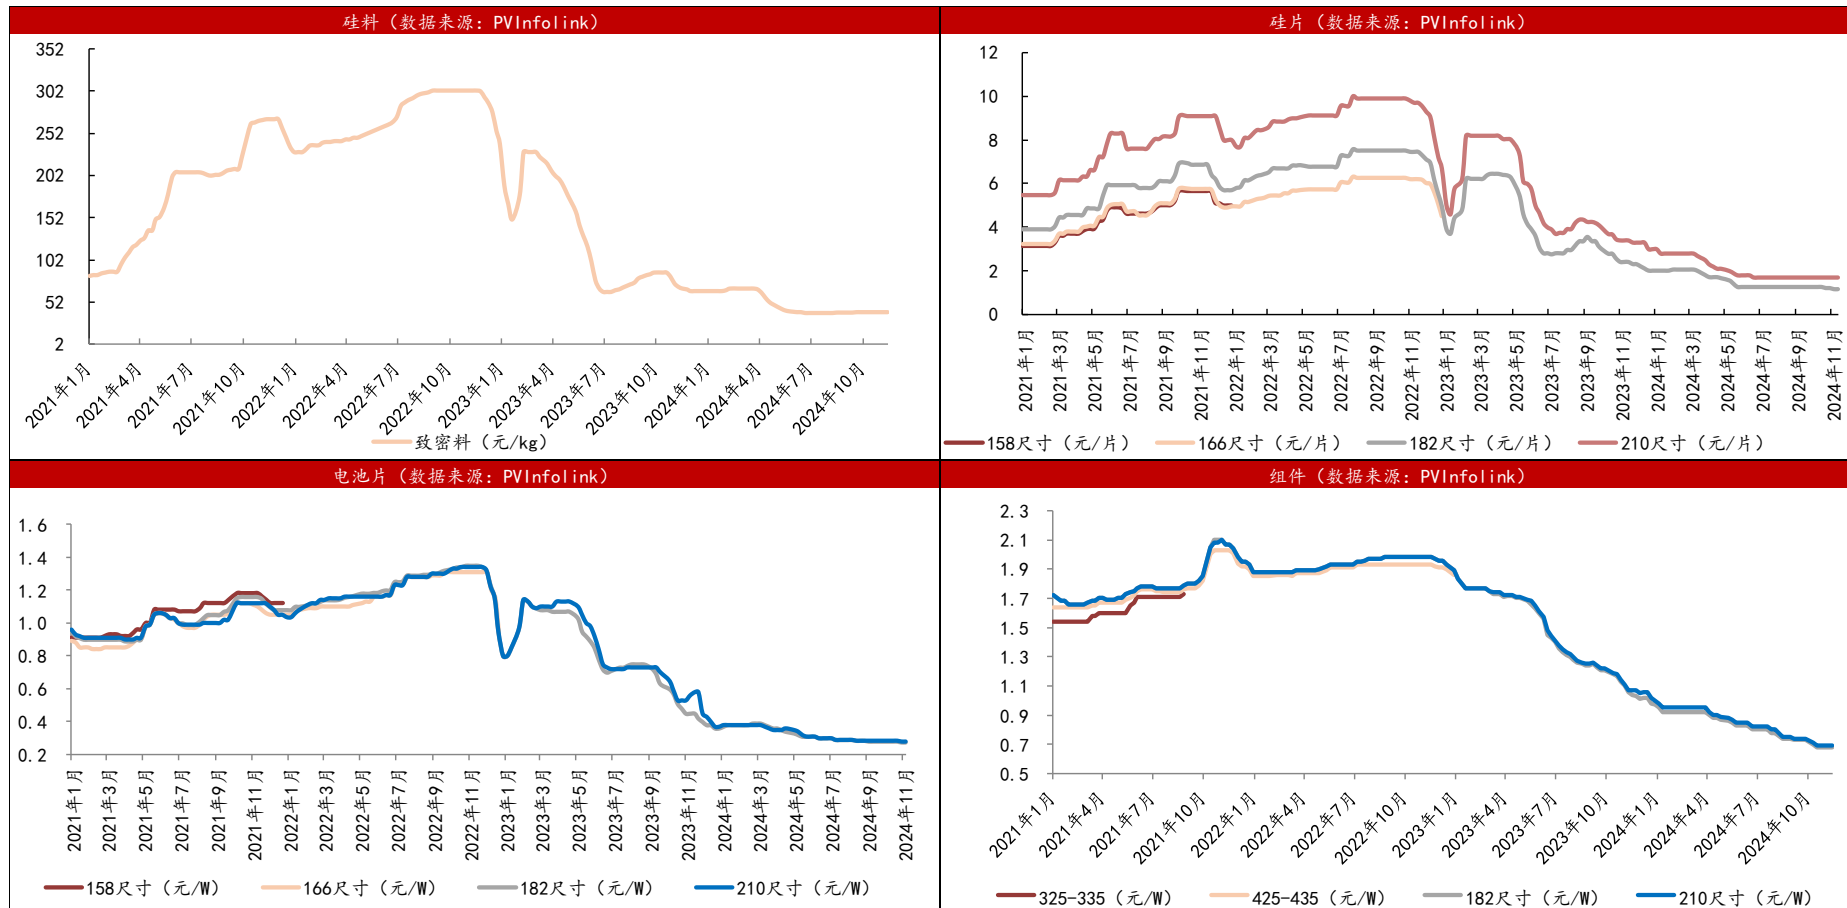 硅料（数据来源：PVInfolink）
352
302
252
202
152
102
52
2
2021年1月
2021年4月
2021年7月
2021年10月
2022年1月
2022年4月
2022年7月
2022年10月
2023年1月
2023年4月
2023年7月
2023年10月
2024年1月
2024年4月
2024年7月
2024年10月
致密料（元/kg）
硅片（数据来源：PVInfolink）
12
10
8
6
4
2
0
2021年1月
2021年3月
2021年5月
2021年7月
2021年9月
2021年11月
2022年1月
2022年3月
2022年5月
2022年7月
2022年9月
2022年11月
2023年1月
2023年3月
2023年5月
2023年7月
2023年9月
2023年11月
2024年1月
2024年3月
2024年5月
2024年7月
2024年9月
2024年11月
158尺寸（元/片）
166尺寸（元/片）
182尺寸（元/片）
210尺寸（元/片）
电池片（数据来源：PVInfolink）
1.6
1.4
1.2
1.0
0.8
0.6
0.4
0.2
2021年1月
2021年3月
2021年5月
2021年7月
2021年9月
2021年11月
2022年1月
2022年3月
2022年5月
2022年7月
2022年9月
2022年11月
2023年1月
2023年3月
2023年5月
2023年7月
2023年9月
2023年11月
2024年1月
2024年3月
2024年5月
2024年7月
2024年9月
2024年11月
158尺寸（元/W）
166尺寸（元/W）
182尺寸（元/W）
210尺寸（元/W）
组件（数据来源：PVInfolink）
2.3
2.1
1.9
1.7
1.5
1.3
1.1
0.9
0.7
0.5
2021年1月
2021年4月
2021年7月
2021年10月
2022年1月
2022年4月
2022年7月
2022年10月
2023年1月
2023年4月
2023年7月
2023年10月
2024年1月
2024年4月
2024年7月
2024年10月
325-335（元/W）
425-435（元/W）
182尺寸（元/W）
210尺寸（元/W）